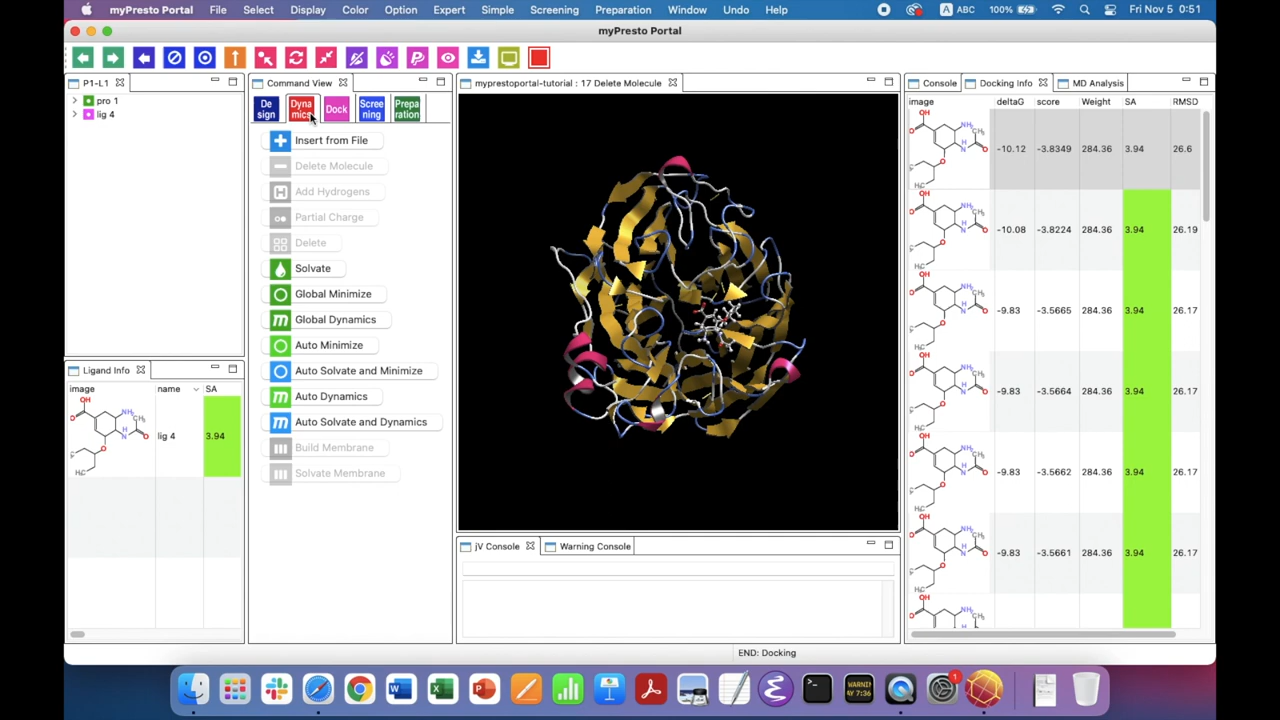 myPresto Portal File Select Display Color Option Expert Simple Screening Preparation Window Undo Help A ABC 100% Fri Nov 5 0:51
myPresto Portal
P1-L1
pro 1
lig 4
Ligand Info
image name SA
OH
O NH₂
CH₃
N
H O
O
H₃C
lig 4 3.94
Command View
De
sign
Dyna
mics
Dock
Scree
ning
Prepa
ration
Insert from File
Delete Molecule
Add Hydrogens
Partial Charge
Delete
Solvate
Global Minimize
Global Dynamics
Auto Minimize
Auto Solvate and Minimize
Auto Dynamics
Auto Solvate and Dynamics
Build Membrane
Solvate Membrane
myprestoportal-tutorial : 17 Delete Molecule
jV Console Warning Console
Console Docking Info MD Analysis
image deltaG score Weight SA RMSD
-10.12 -3.8349 284.36 3.94 26.6
-10.08 -3.8224 284.36 3.94 26.19
-9.83 -3.5665 284.36 3.94 26.17
-9.83 -3.5664 284.36 3.94 26.17
-9.83 -3.5662 284.36 3.94 26.17
-9.83 -3.5661 284.36 3.94 26.17
END: Docking